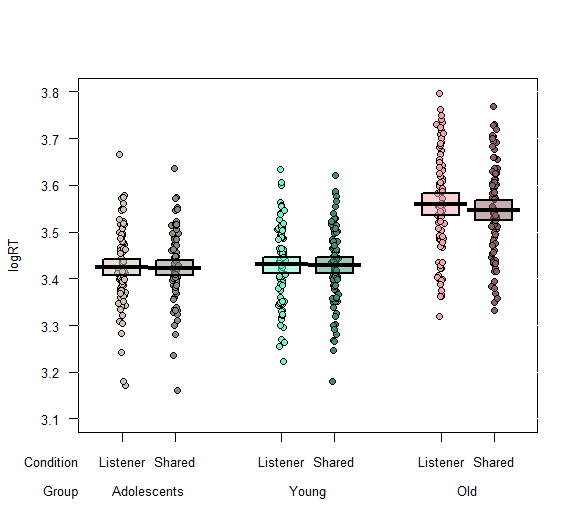 3.8
3.7
3.6
3.5
3.4
3.3
3.2
3.1
logRT
Condition Listener Shared Listener Shared Listener Shared
Group Adolescents Young Old